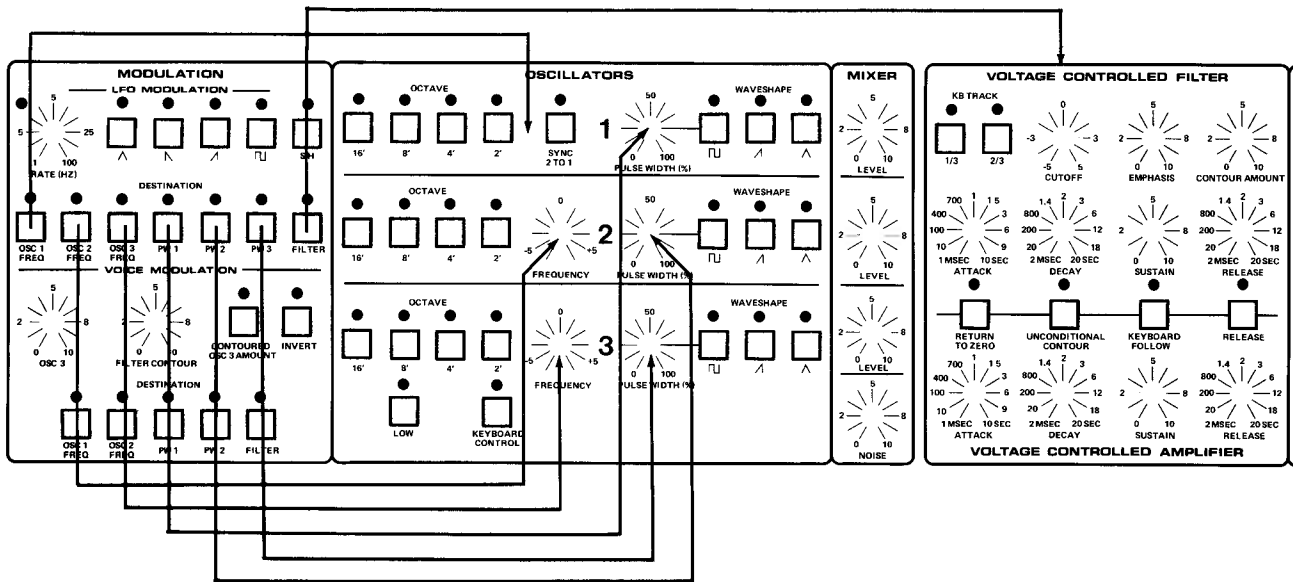 MODULATION
LFO MODULATION
5
5 25
1 100
RATE (HZ)
SH
DESTINATION
OSC 1 FREQ
OSC 2 FREQ
OSC 3 FREQ
PW 1
PW 2
PW 3
FILTER
VOICE MODULATION
5
2 8
0 10
OSC 3
5
2 8
0 10
FILTER CONTOUR
CONTOURED
OSC 3 AMOUNT
INVERT
DESTINATION
OSC 1 FREQ
OSC 2 FREQ
PW 1
PW 2
FILTER
OSCILLATORS
OCTAVE
16' 8' 4' 2'
SYNC
2 TO 1
1
50
0 100
PULSE WIDTH (%)
WAVESHAPE
OCTAVE
16' 8' 4' 2'
0
-5 +5
FREQUENCY
2
50
0 100
PULSE WIDTH (%)
WAVESHAPE
OCTAVE
16' 8' 4' 2'
0
-5 +5
FREQUENCY
3
50
0 100
PULSE WIDTH (%)
WAVESHAPE
LOW
KEYBOARD
CONTROL
MIXER
5
2 8
0 10
LEVEL
5
2 8
0 10
LEVEL
5
2 8
0 10
LEVEL
5
2 8
0 10
NOISE
VOLTAGE CONTROLLED FILTER
KB TRACK
1/3 2/3
0
-3 3
-5 5
CUTOFF
5
2 8
0 10
EMPHASIS
5
2 8
0 10
CONTOUR AMOUNT
700 1 1 5
400 3
100 6
10 9
1 MSEC 10 SEC
ATTACK
1.4 2 3
800 6
200 12
20 18
2 MSEC 20 SEC
DECAY
5
2 8
0 10
SUSTAIN
1.4 2 3
800 6
200 12
20 18
2 MSEC 20 SEC
RELEASE
RETURN
TO ZERO
UNCONDITIONAL
CONTOUR
KEYBOARD
FOLLOW
RELEASE
700 1 1 5
400 3
100 6
10 9
1 MSEC 10 SEC
ATTACK
1.4 2 3
800 6
200 12
20 18
2 MSEC 20 SEC
DECAY
5
2 8
0 10
SUSTAIN
1.4 2 3
800 6
200 12
20 18
2 MSEC 20 SEC
RELEASE
VOLTAGE CONTROLLED AMPLIFIER